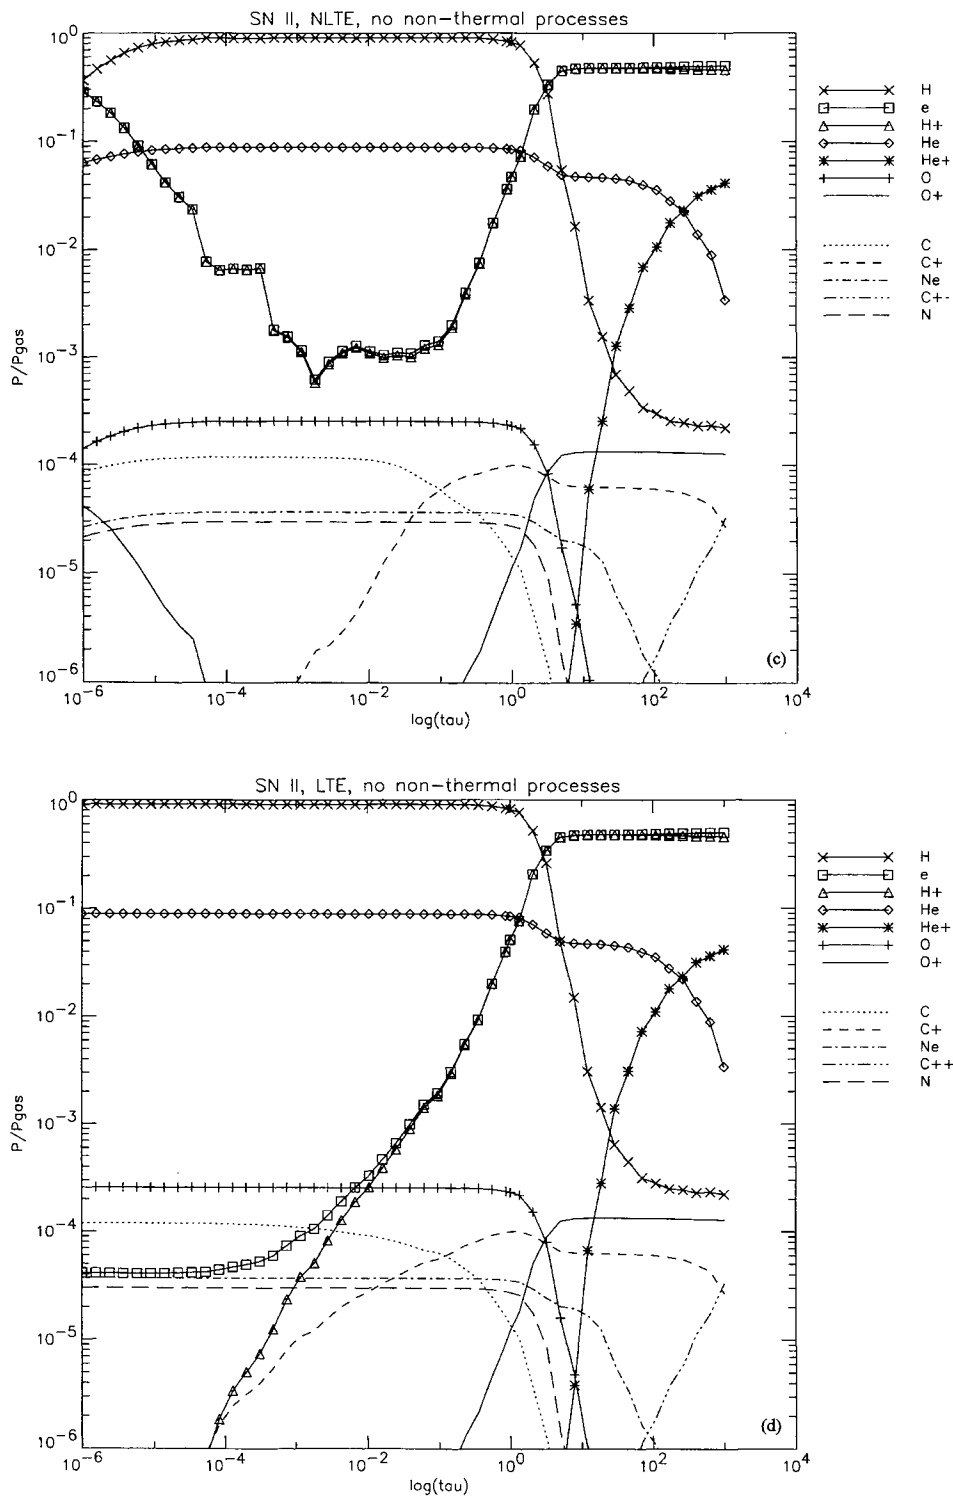 SN II, NLTE, no non-thermal processes
P/Pgas
10^0
10^-1
10^-2
10^-3
10^-4
10^-5
10^-6
10^-6
10^-4
10^-2
10^0
10^2
10^4
log(tau)
(c)
H
e
H+
He
He+
O
O+
C
C+
Ne
C+-
N
SN II, LTE, no non-thermal processes
P/Pgas
10^0
10^-1
10^-2
10^-3
10^-4
10^-5
10^-6
10^-6
10^-4
10^-2
10^0
10^2
10^4
log(tau)
(d)
H
e
H+
He
He+
O
O+
C
C+
Ne
C++
N